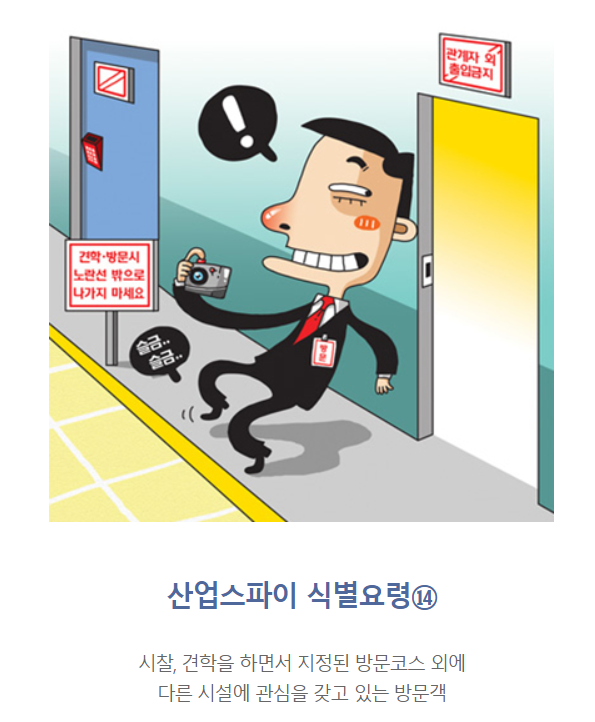 관계자 외
출입금지
!
견학·방문시
노란선 밖으로
나가지 마세요
슬금..
슬금..
방문
산업스파이 식별요령⑭
시찰, 견학을 하면서 지정된 방문코스 외에
다른 시설에 관심을 갖고 있는 방문객